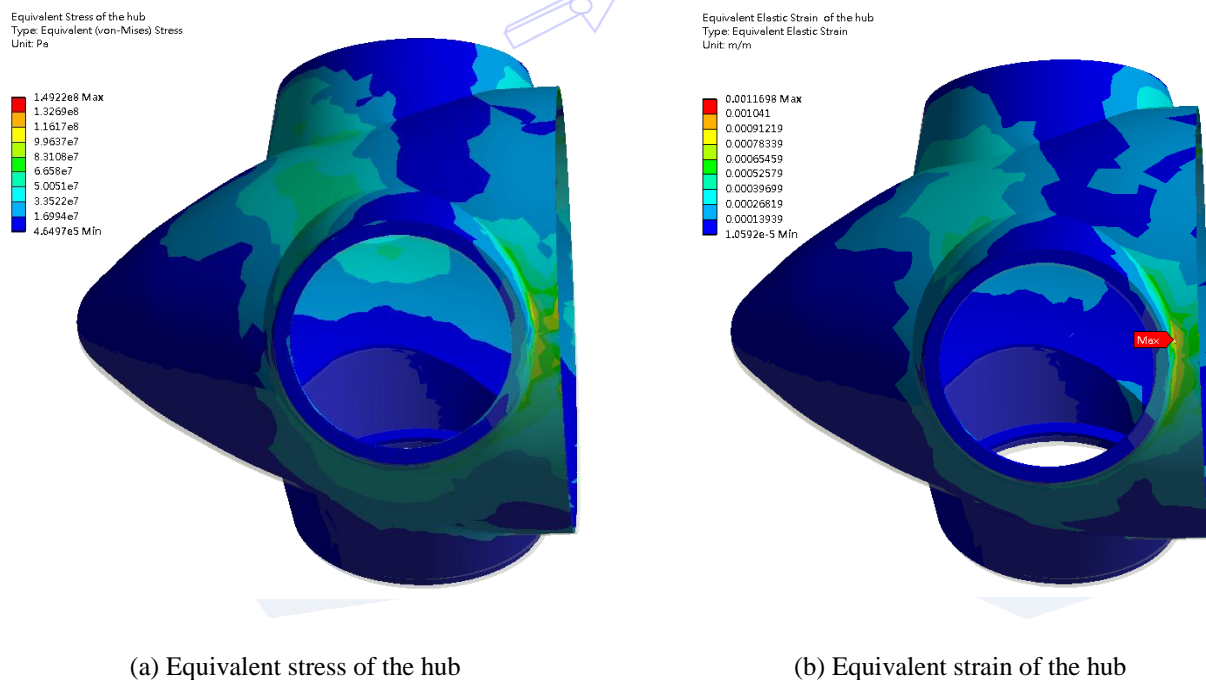 Equivalent Stress of the hub
Type: Equivalent (von-Mises) Stress
Unit: Pa
1.4922e8 Max
1.3269e8
1.1617e8
9.9637e7
8.3108e7
6.658e7
5.0051e7
3.3522e7
1.6994e7
4.6497e5 Min
Equivalent Elastic Strain of the hub
Type: Equivalent Elastic Strain
Unit: m/m
0.0011698 Max
0.001041
0.00091219
0.00078339
0.00065459
0.00052579
0.00039699
0.00026819
0.00013939
1.0592e-5 Min
Max
(a) Equivalent stress of the hub
(b) Equivalent strain of the hub